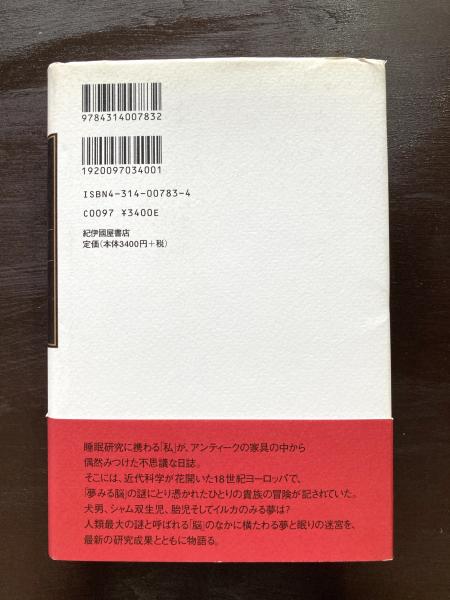 9784314007832
1920097034001
ISBN4-314-00783-4
C0097 ¥3400E
紀伊國屋書店
定価(本体3400円+税)
睡眠研究に携わる「私」が、アンティークの家具の中から
偶然みつけた不思議な日誌。
そこには、近代科学が花開いた18世紀ヨーロッパで、
「夢みる脳」の謎にとり憑かれたひとりの貴族の冒険が記されていた。
犬男、シャム双生児、胎児そしてイルカのみる夢は?
人類最大の謎と呼ばれる「脳」のなかに横たわる夢と眠りの迷宮を、
最新の研究成果とともに物語る。